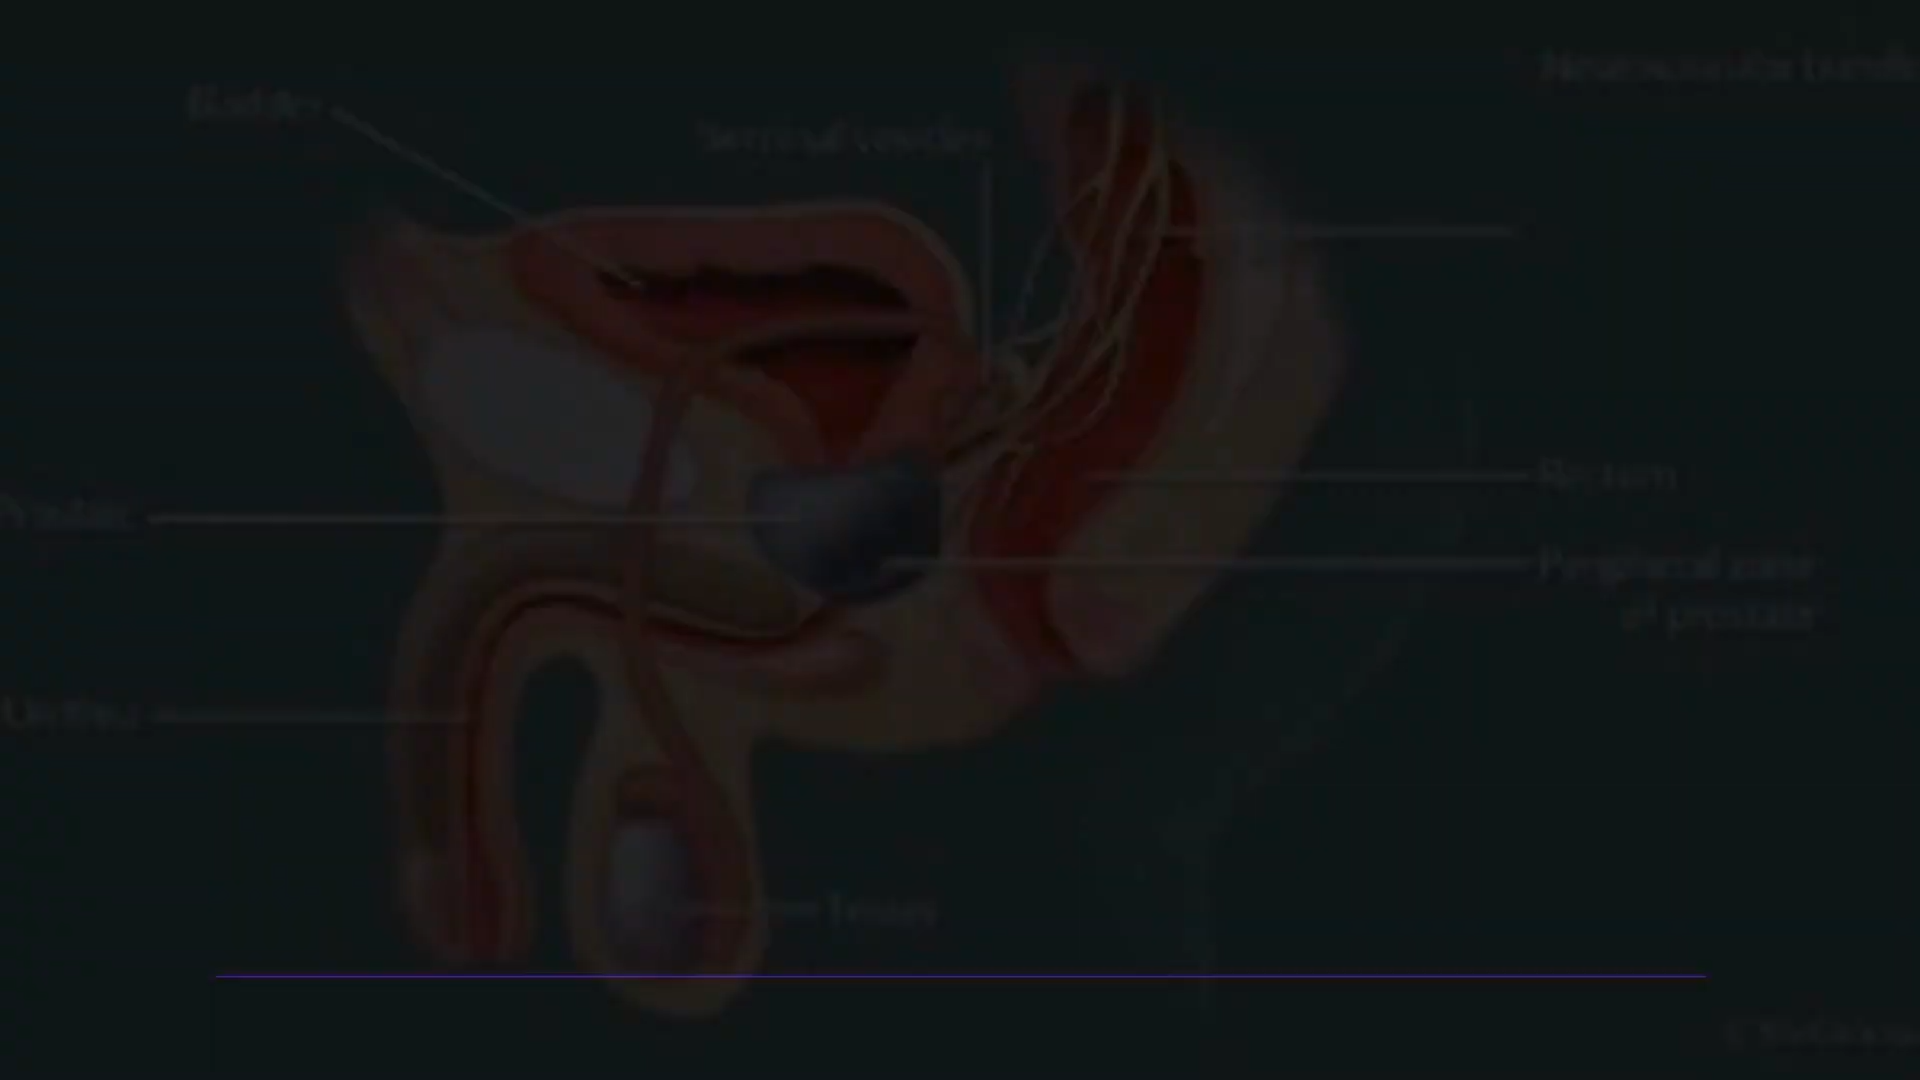 Bladder
Seminal vesicles
Rectum
Prostate
Peripheral zone
of prostate
Urethra
Testis